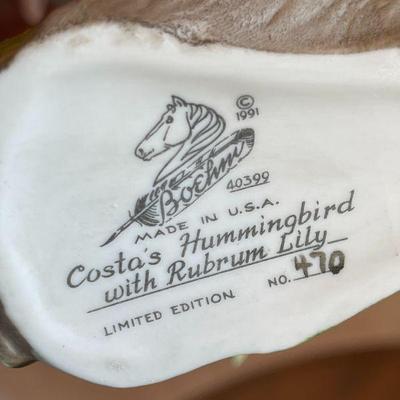 ©
1991
Boehm
40399
MADE IN U.S.A.
Costa's Hummingbird
with Rubrum Lily
LIMITED EDITION NO. 470